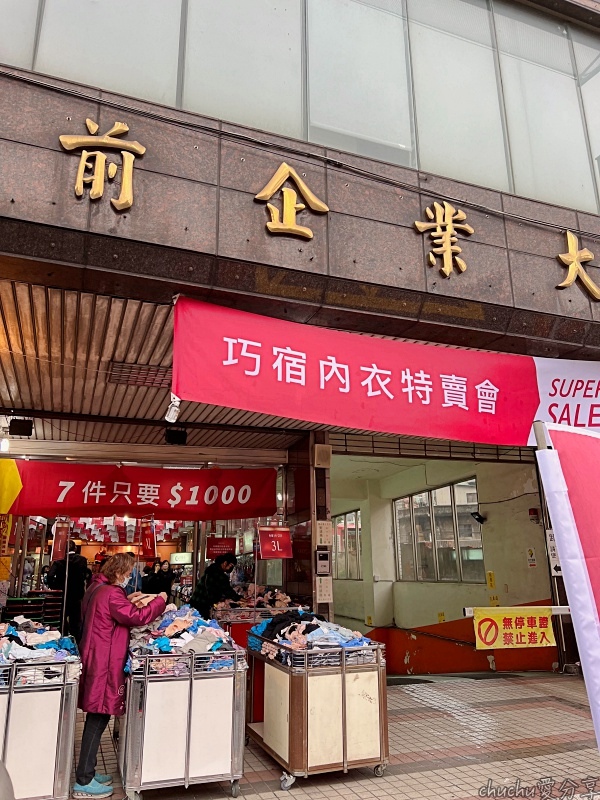 前企業大
巧宿內衣特賣會
SUPER
SALE
7件只要$1000
3L
無停車證
禁止進入
chuchu愛分享